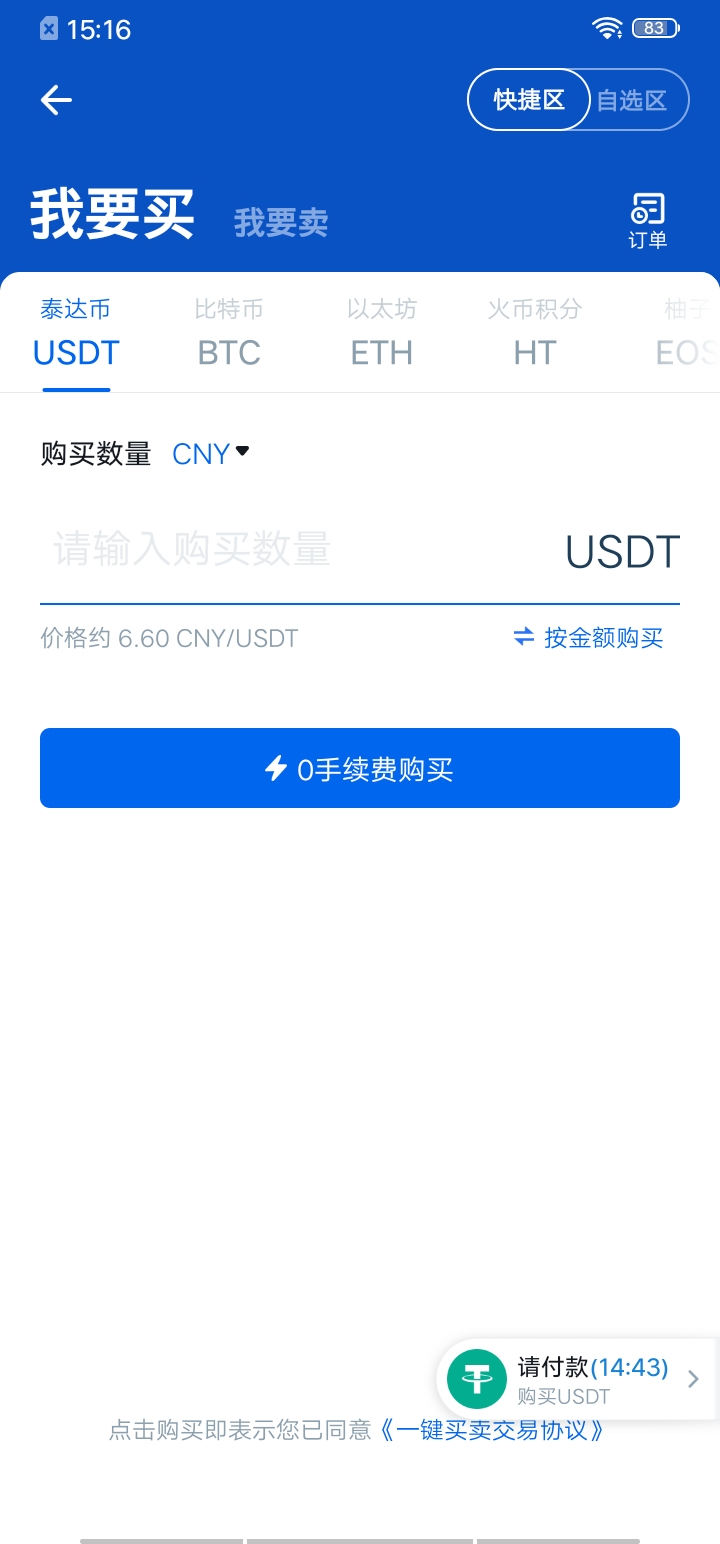 15:16
83
快捷区 自选区
我要买 我要卖
订单
泰达币 比特币 以太坊 火币积分 柚子
USDT BTC ETH HT EOS
购买数量 CNY
请输入购买数量 USDT
价格约 6.60 CNY/USDT 按金额购买
0手续费购买
请付款(14:43)
购买USDT
点击购买即表示您已同意《一键买卖交易协议》